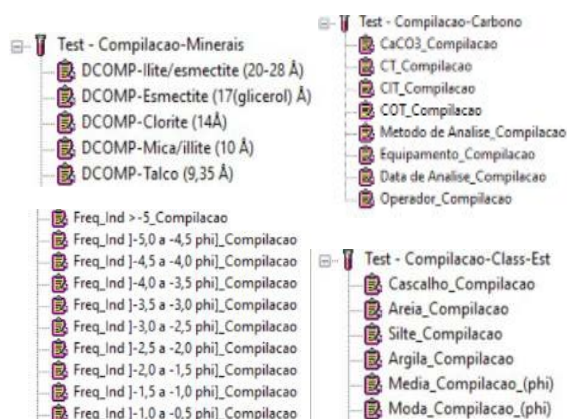 Test - Compilacao-Minerais
DCOMP-Ilite/esmectite (20-28 Å)
DCOMP-Esmectite (17(glicerol) Å)
DCOMP-Clorite (14Å)
DCOMP-Mica/illite (10 Å)
DCOMP-Talco (9,35 Å)
Test - Compilacao-Carbono
CaCO3_Compilacao
CT_Compilacao
CIT_Compilacao
COT_Compilacao
Metodo de Analise_Compilacao
Equipamento_Compilacao
Data de Analise_Compilacao
Operador_Compilacao
Freq_Ind >-5_Compilacao
Freq_Ind ]-5,0 a -4,5 phi]_Compilacao
Freq_Ind ]-4,5 a -4,0 phi]_Compilacao
Freq_Ind ]-4,0 a -3,5 phi]_Compilacao
Freq_Ind ]-3,5 a -3,0 phi]_Compilacao
Freq_Ind ]-3,0 a -2,5 phi]_Compilacao
Freq_Ind ]-2,5 a -2,0 phi]_Compilacao
Freq_Ind ]-2,0 a -1,5 phi]_Compilacao
Freq_Ind ]-1,5 a -1,0 phi]_Compilacao
Freq_Ind ]-1,0 a -0,5 phi]_Compilacao
Test - Compilacao-Class-Est
Cascalho_Compilacao
Areia_Compilacao
Silte_Compilacao
Argila_Compilacao
Media_Compilacao_(phi)
Moda_Compilacao_(phi)